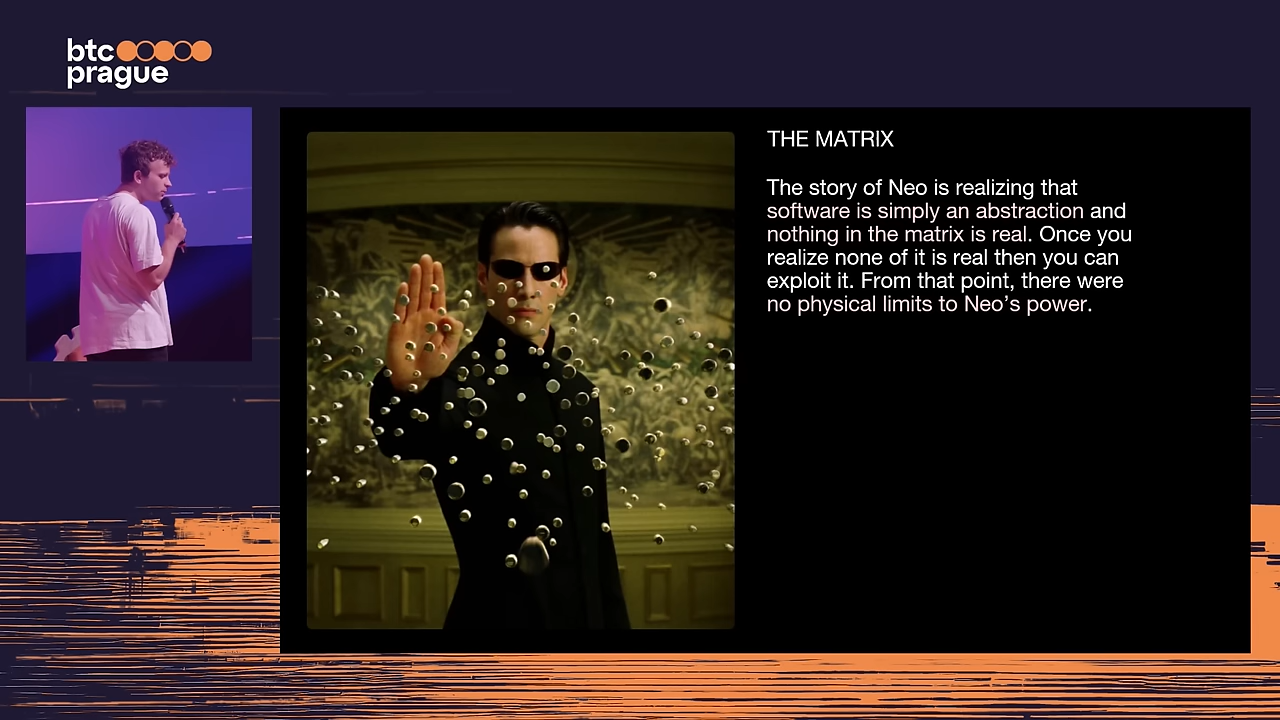 btc
prague
THE MATRIX
The story of Neo is realizing that
software is simply an abstraction and
nothing in the matrix is real. Once you
realize none of it is real then you can
exploit it. From that point, there were
no physical limits to Neo’s power.